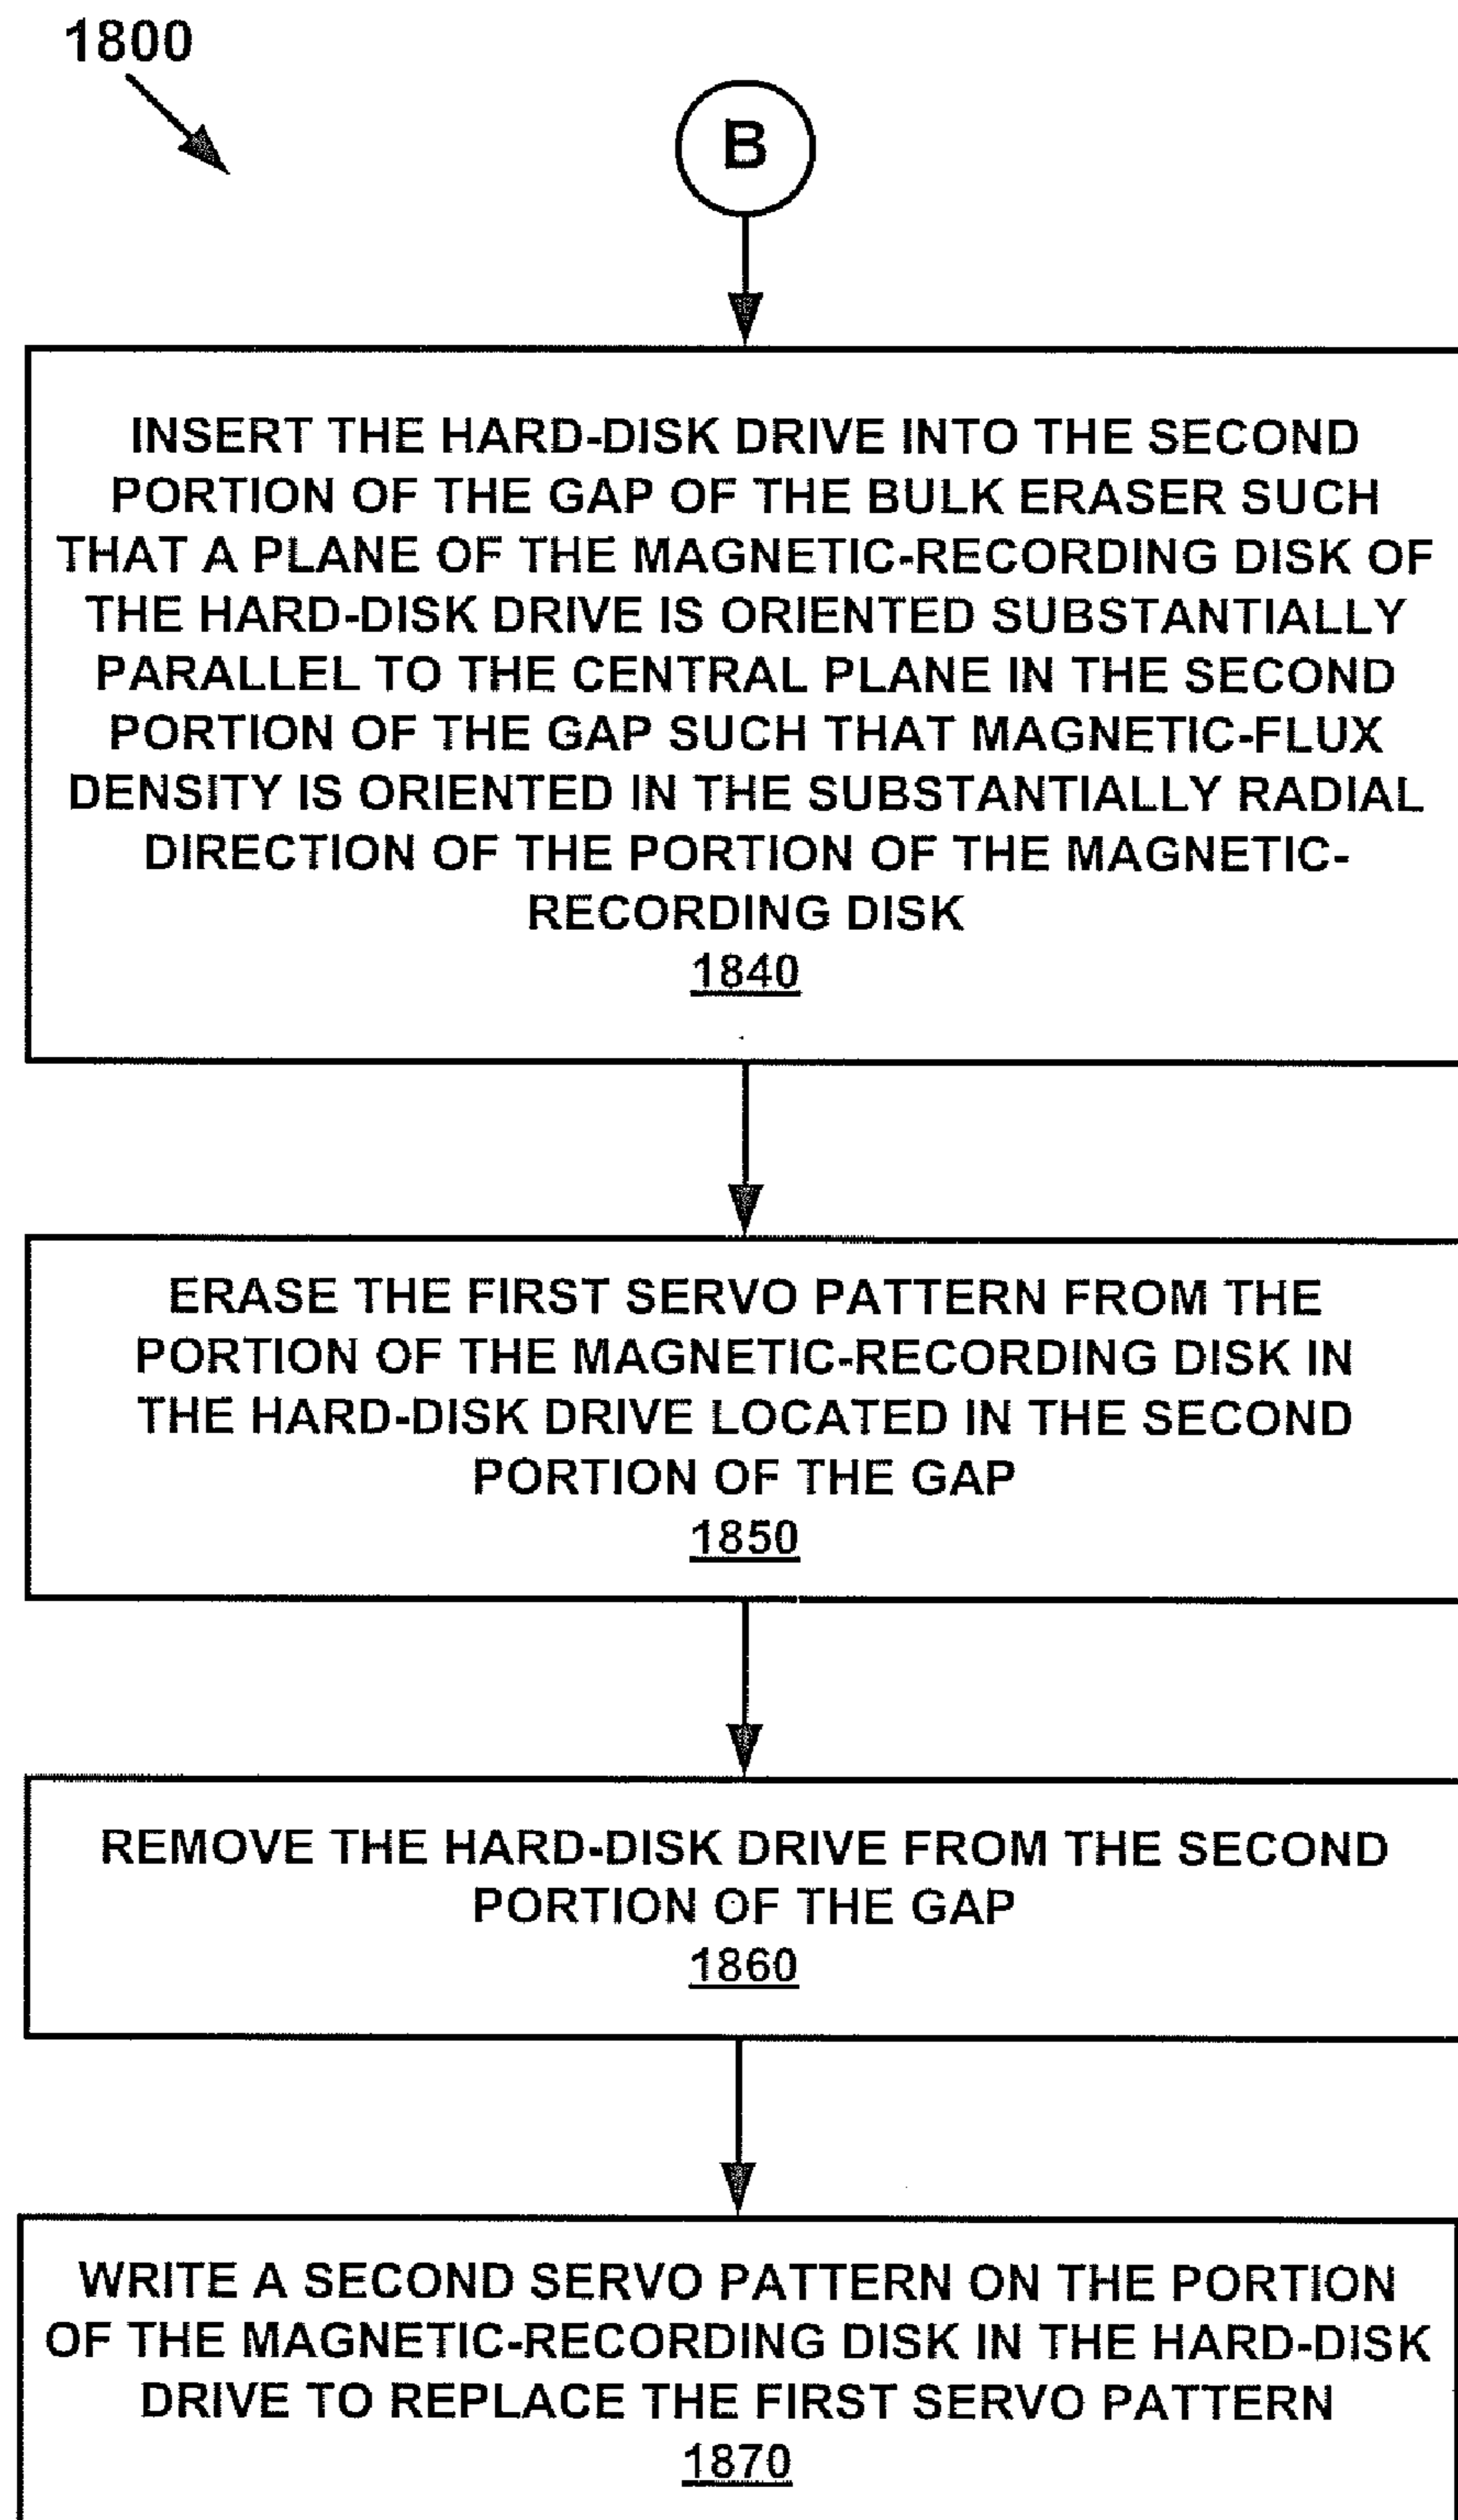 1800
B
INSERT THE HARD-DISK DRIVE INTO THE SECOND
PORTION OF THE GAP OF THE BULK ERASER SUCH
THAT A PLANE OF THE MAGNETIC-RECORDING DISK OF
THE HARD-DISK DRIVE IS ORIENTED SUBSTANTIALLY
PARALLEL TO THE CENTRAL PLANE IN THE SECOND
PORTION OF THE GAP SUCH THAT MAGNETIC-FLUX
DENSITY IS ORIENTED IN THE SUBSTANTIALLY RADIAL
DIRECTION OF THE PORTION OF THE MAGNETIC-
RECORDING DISK
1840
ERASE THE FIRST SERVO PATTERN FROM THE
PORTION OF THE MAGNETIC-RECORDING DISK IN
THE HARD-DISK DRIVE LOCATED IN THE SECOND
PORTION OF THE GAP
1850
REMOVE THE HARD-DISK DRIVE FROM THE SECOND
PORTION OF THE GAP
1860
WRITE A SECOND SERVO PATTERN ON THE PORTION
OF THE MAGNETIC-RECORDING DISK IN THE HARD-DISK
DRIVE TO REPLACE THE FIRST SERVO PATTERN
1870